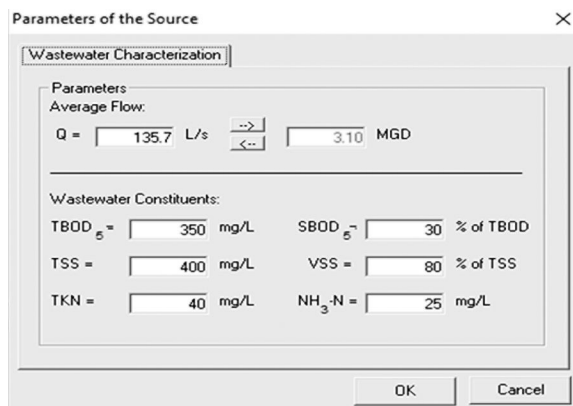 Parameters of the Source
Wastewater Characterization
Parameters
Average Flow:
Q = 135.7 L/s --> 3.10 MGD
<--
Wastewater Constituents:
TBOD5= 350 mg/L SBOD5= 30 % of TBOD
TSS = 400 mg/L VSS = 80 % of TSS
TKN = 40 mg/L NH3-N = 25 mg/L
OK Cancel